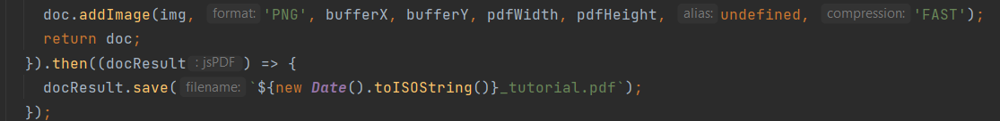 doc.addImage(img, format: 'PNG', bufferX, bufferY, pdfWidth, pdfHeight, alias: undefined, compression: 'FAST');
return doc;
}).then((docResult : jsPDF ) => {
docResult.save( filename: `${new Date().toISOString()}_tutorial.pdf`);
});